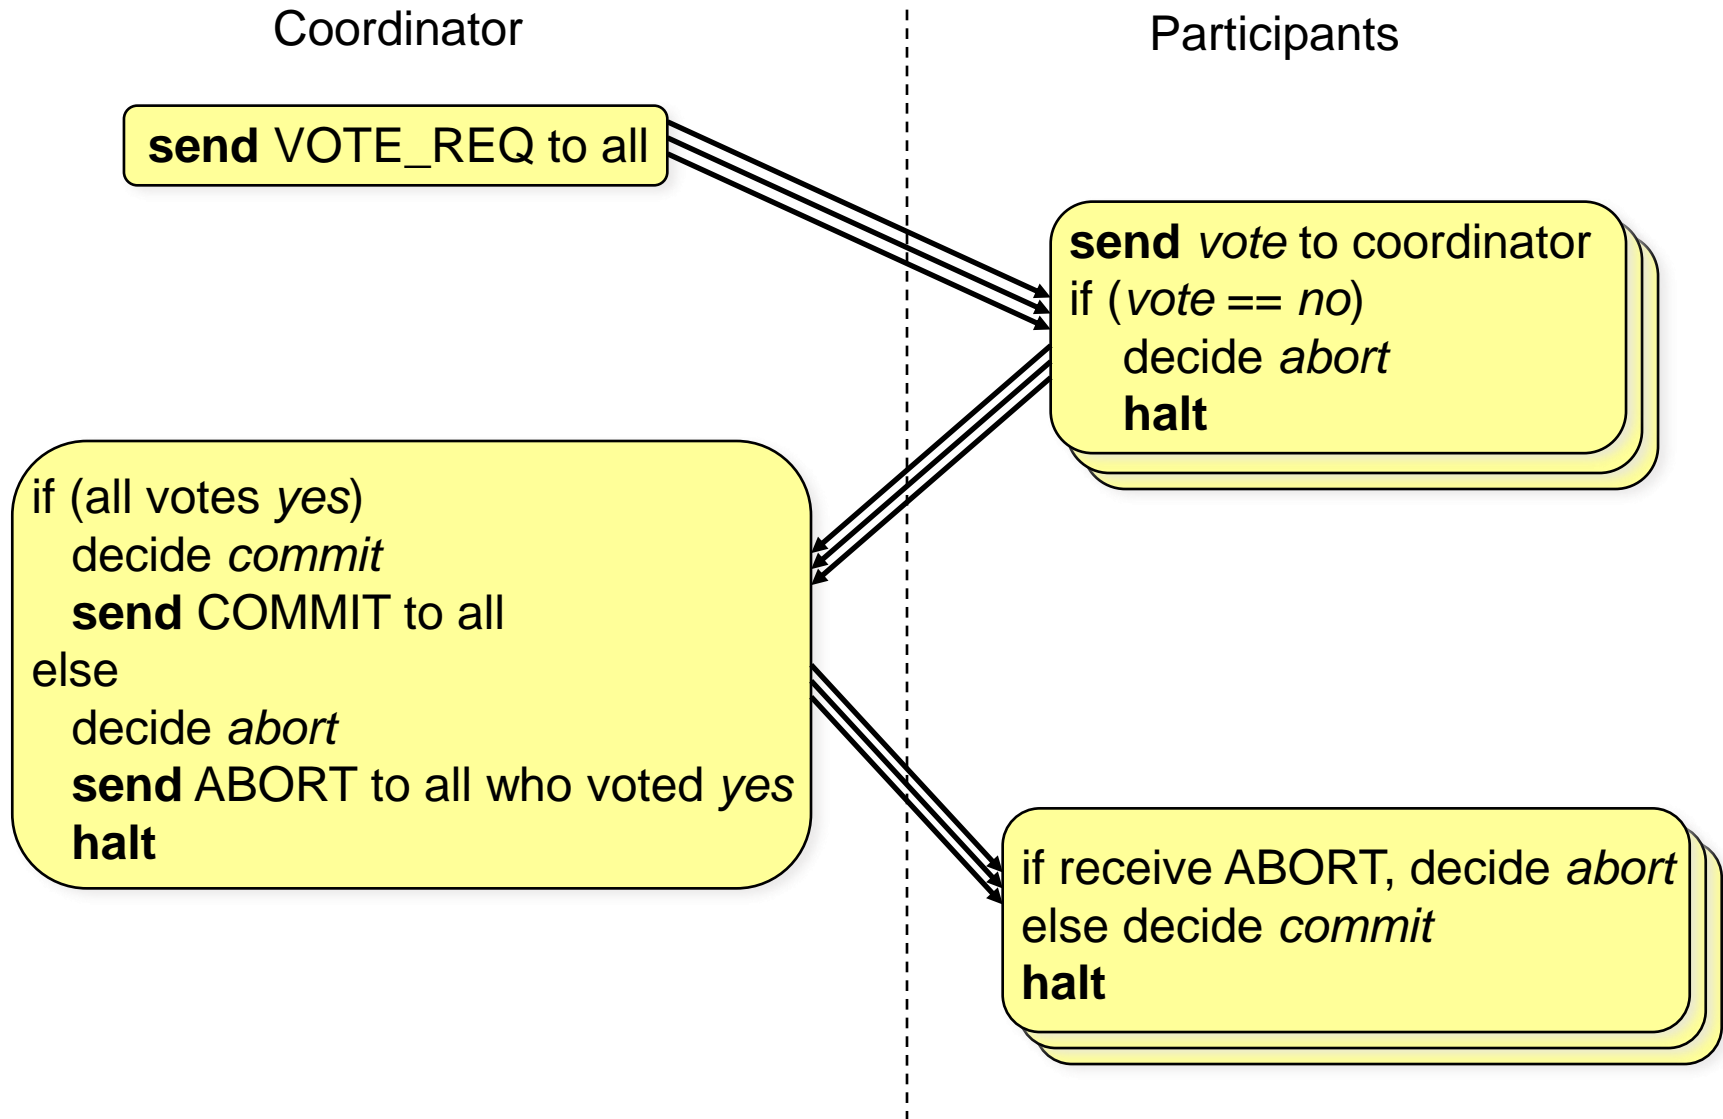 Coordinator
Participants
send VOTE_REQ to all
send vote to coordinator
if (vote == no)
decide abort
halt
if (all votes yes)
decide commit
send COMMIT to all
else
decide abort
send ABORT to all who voted yes
halt
if receive ABORT, decide abort
else decide commit
halt